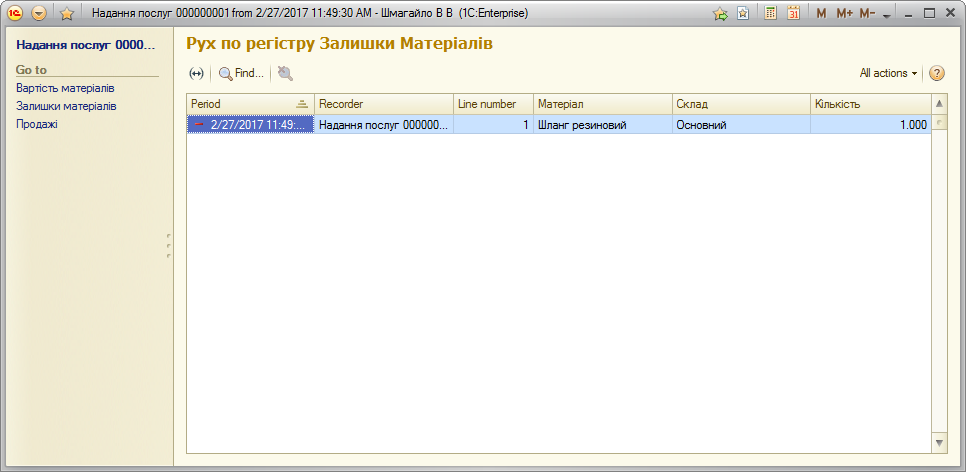 Надання послуг 000000001 from 2/27/2017 11:49:30 AM - Шмагайло В В (1C:Enterprise)
M M+ M-
31
Надання послуг 0000...
Go to
Вартість матеріалів
Залишки матеріалів
Продажі
Рух по регістру Залишки Матеріалів
Find...
All actions
?
Period Recorder Line number Матеріал Склад Кількість
2/27/2017 11:49:... Надання послуг 000000... 1 Шланг резиновий Основний 1.000